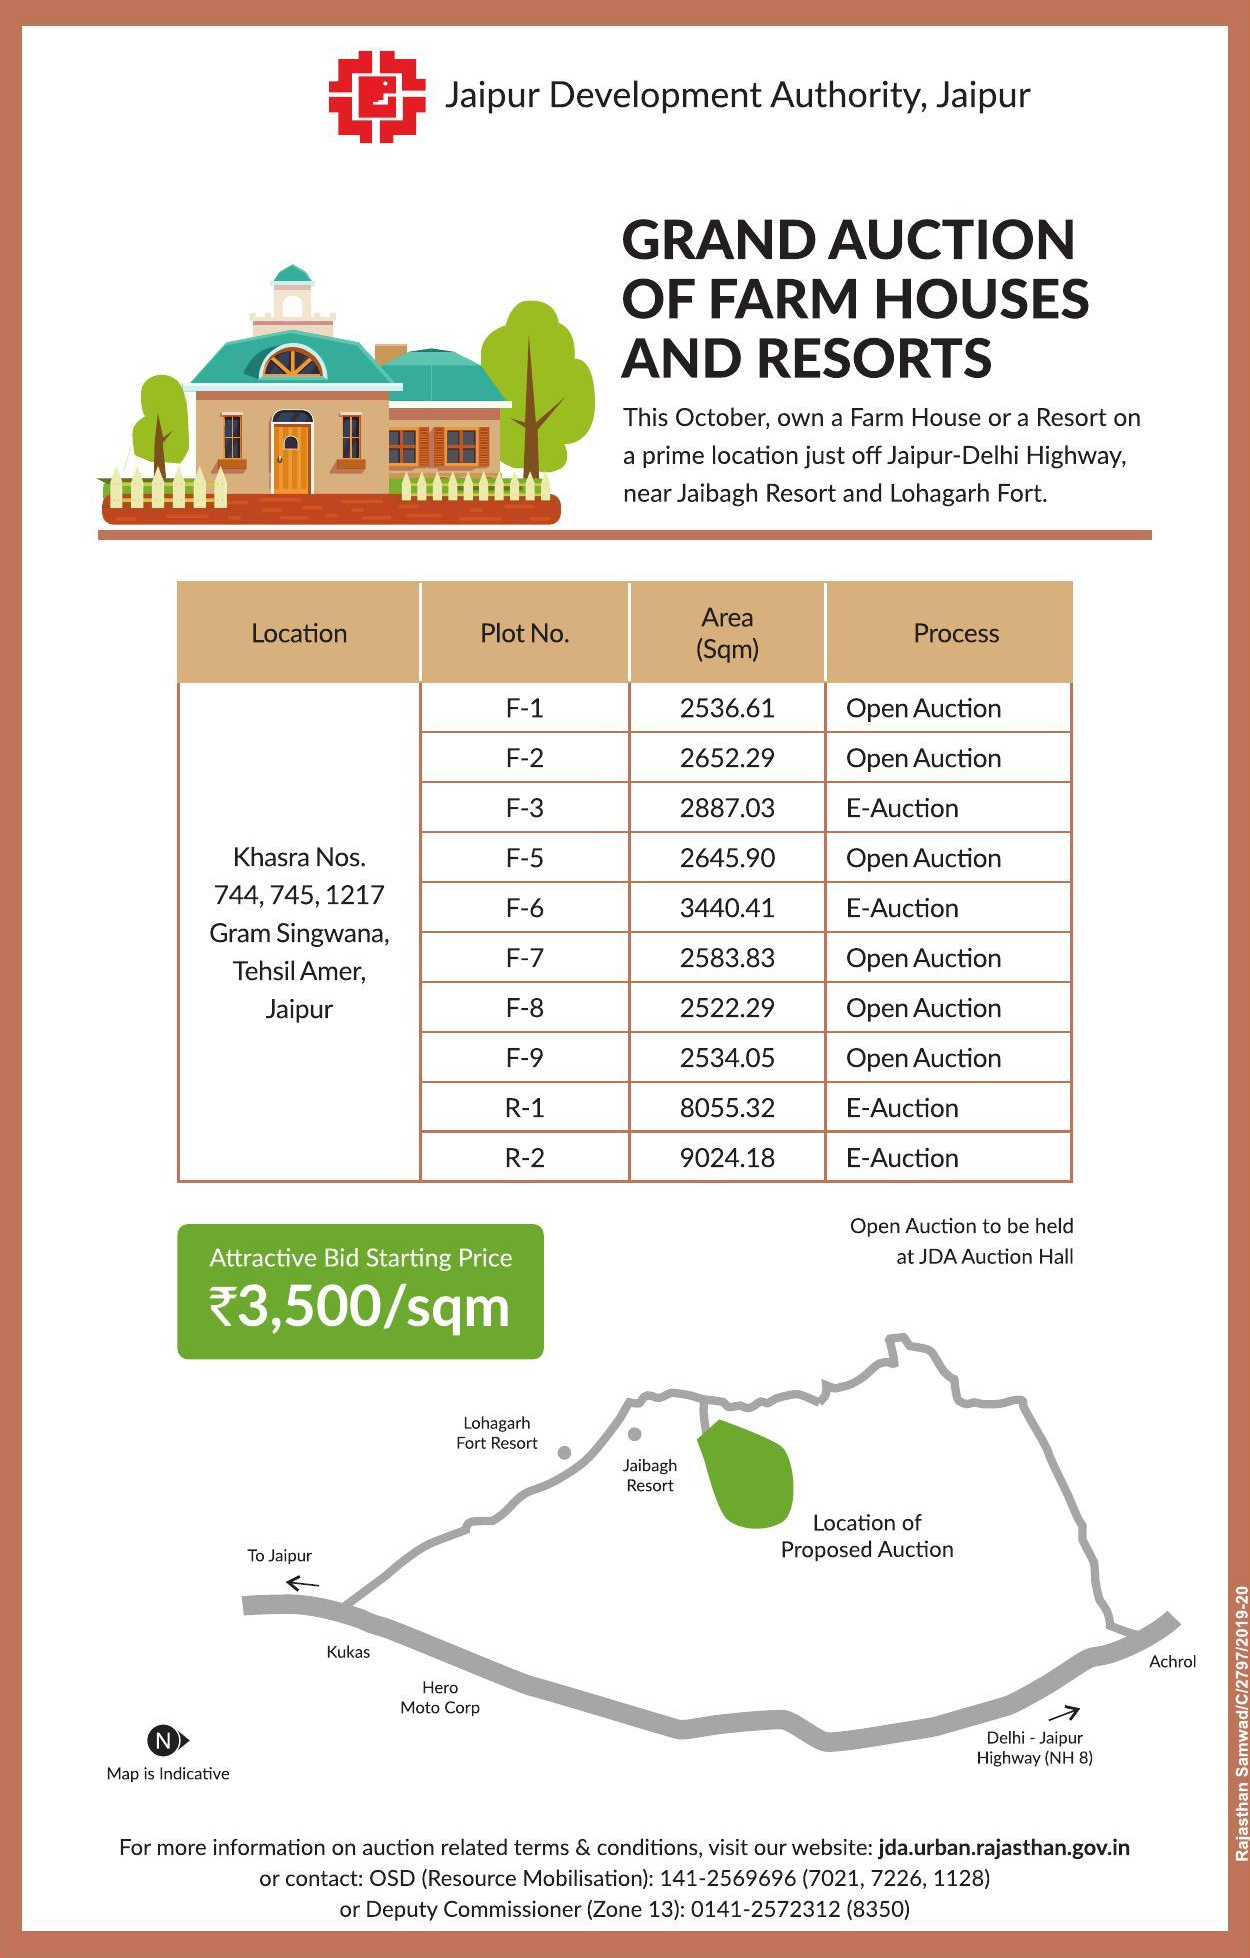 Jaipur Development Authority, Jaipur
GRAND AUCTION
OF FARM HOUSES
AND RESORTS
This October, own a Farm House or a Resort on
a prime location just off Jaipur-Delhi Highway,
near Jaibagh Resort and Lohagarh Fort.
Location Plot No. Area (Sqm) Process
Khasra Nos.
744, 745, 1217
Gram Singwana,
Tehsil Amer,
Jaipur
F-1 2536.61 Open Auction
F-2 2652.29 Open Auction
F-3 2887.03 E-Auction
F-5 2645.90 Open Auction
F-6 3440.41 E-Auction
F-7 2583.83 Open Auction
F-8 2522.29 Open Auction
F-9 2534.05 Open Auction
R-1 8055.32 E-Auction
R-2 9024.18 E-Auction
Attractive Bid Starting Price
₹3,500/sqm
Open Auction to be held
at JDA Auction Hall
Lohagarh
Fort Resort
Jaibagh
Resort
Location of
Proposed Auction
To Jaipur
Kukas
Hero
Moto Corp
Achrol
Delhi - Jaipur
Highway (NH 8)
N
Map is Indicative
For more information on auction related terms & conditions, visit our website: jda.urban.rajasthan.gov.in
or contact: OSD (Resource Mobilisation): 141-2569696 (7021, 7226, 1128)
or Deputy Commissioner (Zone 13): 0141-2572312 (8350)
Rajasthan Samwad/C/2797/2019-20